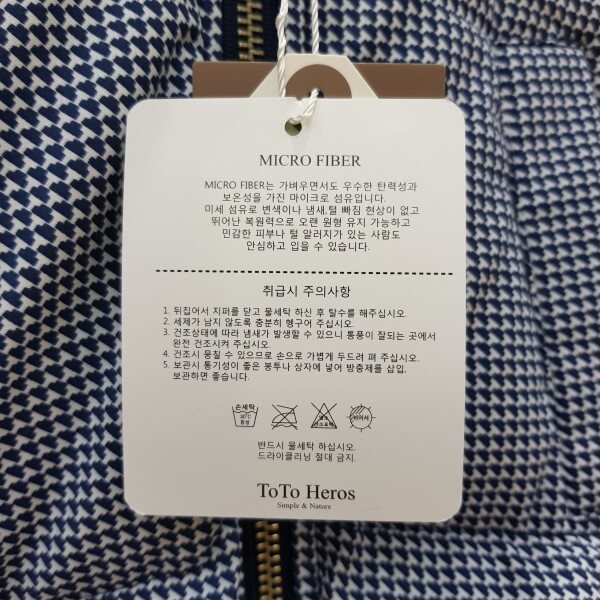 MICRO FIBER
MICRO FIBER는 가벼우면서도 우수한 탄력성과
보온성을 가진 마이크로 섬유입니다.
미세 섬유로 변색이나 냄새,털 빠짐 현상이 없고
뛰어난 복원력으로 오랜 원형 유지 가능하고
민감한 피부나 털 알러지가 있는 사람도
안심하고 입을 수 있습니다.
취급시 주의사항
1. 뒤집어서 지퍼를 닫고 물세탁 하신 후 탈수를 해주십시오.
2. 세제가 남지 않도록 충분히 헹구어 주십시오.
3. 건조상태에 따라 냄새가 발생할 수 있으니 통풍이 잘되는 곳에서
완전 건조시켜 주십시오.
4. 건조시 뭉칠 수 있으므로 손으로 가볍게 두드려 펴 주십시오.
5. 보관시 통기성이 좋은 봉투나 상자에 넣어 방충제를 삽입,
보관하면 좋습니다.
손세탁
30℃
중성
염소
반드시 물세탁 하십시오.
드라이클리닝 절대 금지.
ToTo Heros
Simple & Nature